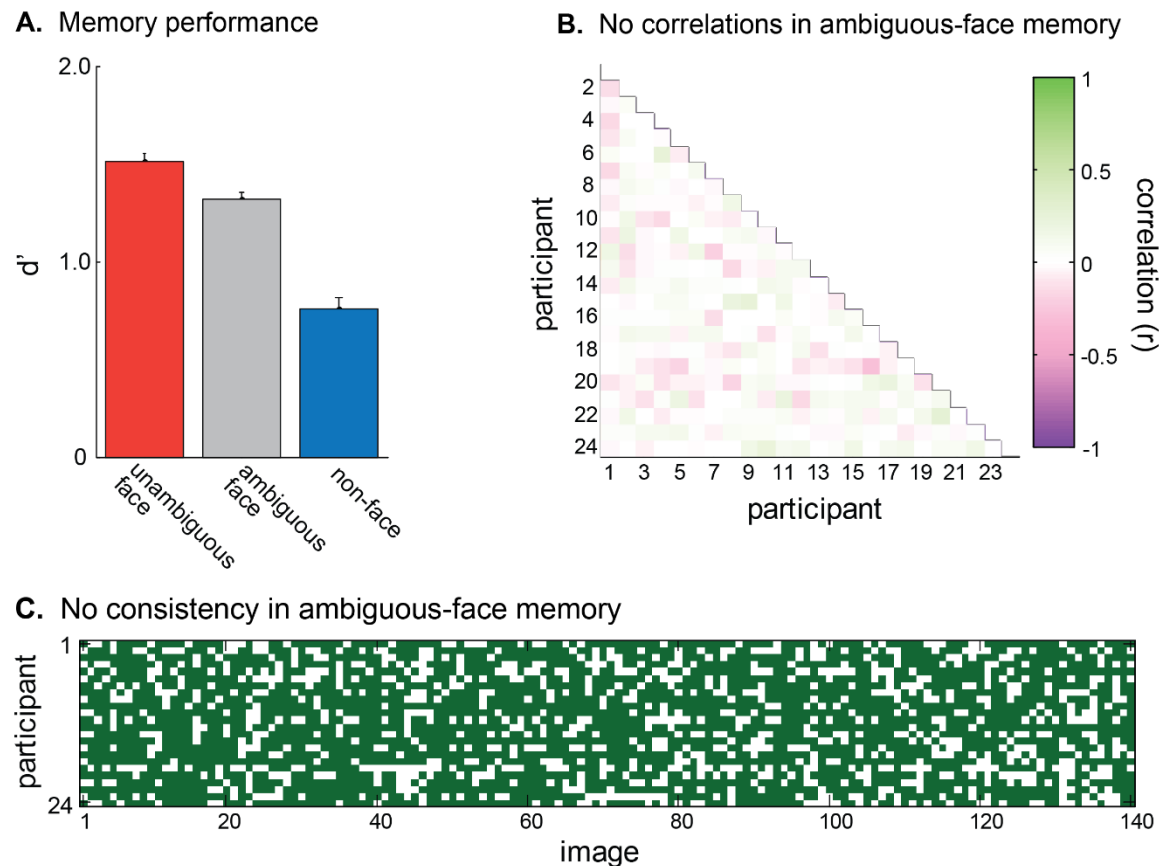 A. Memory performance
2.0
1.0
0
d'
unambiguous
face
ambiguous
face
non-face
B. No correlations in ambiguous-face memory
2
4
6
8
10
12
14
16
18
20
22
24
participant
1 3 5 7 9 11 13 15 17 19 21 23
participant
1
0.5
0
-0.5
-1
correlation (r)
C. No consistency in ambiguous-face memory
1
24
participant
1 20 40 60 80 100 120 140
image